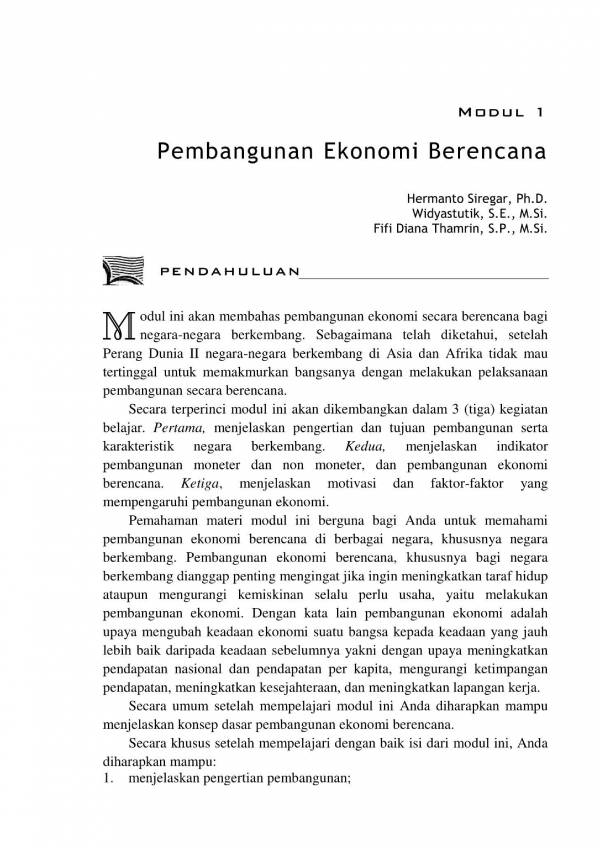 MODUL 1
Pembangunan Ekonomi Berencana
Hermanto Siregar, Ph.D.
Widyastutik, S.E., M.Si.
Fifi Diana Thamrin, S.P., M.Si.
PENDAHULUAN
Modul ini akan membahas pembangunan ekonomi secara berencana bagi
negara-negara berkembang. Sebagaimana telah diketahui, setelah
Perang Dunia II negara-negara berkembang di Asia dan Afrika tidak mau
tertinggal untuk memakmurkan bangsanya dengan melakukan pelaksanaan
pembangunan secara berencana.
Secara terperinci modul ini akan dikembangkan dalam 3 (tiga) kegiatan
belajar. Pertama, menjelaskan pengertian dan tujuan pembangunan serta
karakteristik negara berkembang. Kedua, menjelaskan indikator
pembangunan moneter dan non moneter, dan pembangunan ekonomi
berencana. Ketiga, menjelaskan motivasi dan faktor-faktor yang
mempengaruhi pembangunan ekonomi.
Pemahaman materi modul ini berguna bagi Anda untuk memahami
pembangunan ekonomi berencana di berbagai negara, khususnya negara
berkembang. Pembangunan ekonomi berencana, khususnya bagi negara
berkembang dianggap penting mengingat jika ingin meningkatkan taraf hidup
ataupun mengurangi kemiskinan selalu perlu usaha, yaitu melakukan
pembangunan ekonomi. Dengan kata lain pembangunan ekonomi adalah
upaya mengubah keadaan ekonomi suatu bangsa kepada keadaan yang jauh
lebih baik daripada keadaan sebelumnya yakni dengan upaya meningkatkan
pendapatan nasional dan pendapatan per kapita, mengurangi ketimpangan
pendapatan, meningkatkan kesejahteraan, dan meningkatkan lapangan kerja.
Secara umum setelah mempelajari modul ini Anda diharapkan mampu
menjelaskan konsep dasar pembangunan ekonomi berencana.
Secara khusus setelah mempelajari dengan baik isi dari modul ini, Anda
diharapkan mampu:
1. menjelaskan pengertian pembangunan;